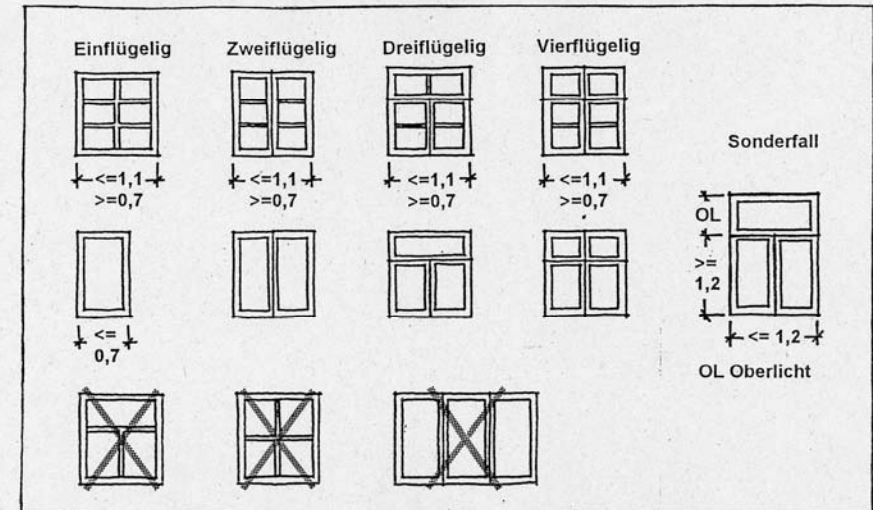 Einflügelig
Zweiflügelig
Dreiflügelig
Vierflügelig
<=1,1
>=0,7
<=1,1
>=0,7
<=1,1
>=0,7
<=1,1
>=0,7
<=
0,7
Sonderfall
OL
>=
1,2
<= 1,2
OL Oberlicht